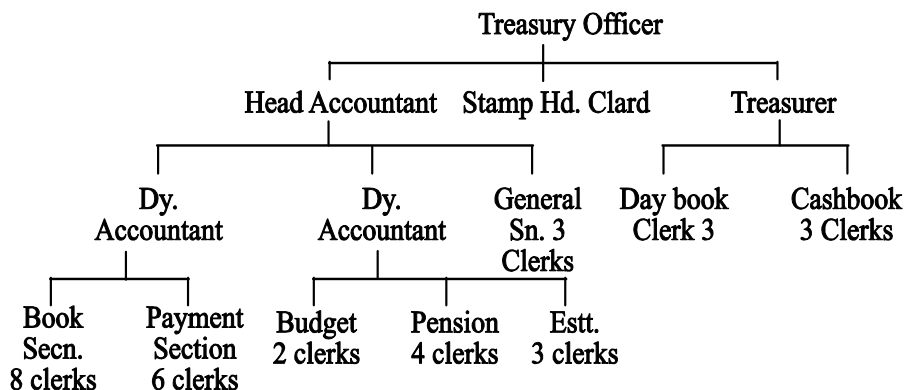 Treasury Officer
Head Accountant
Stamp Hd. Clard
Treasurer
Dy.
Accountant
Dy.
Accountant
General
Sn. 3
Clerks
Day book
Clerk 3
Cashbook
3 Clerks
Book
Secn.
8 clerks
Payment
Section
6 clerks
Budget
2 clerks
Pension
4 clerks
Estt.
3 clerks